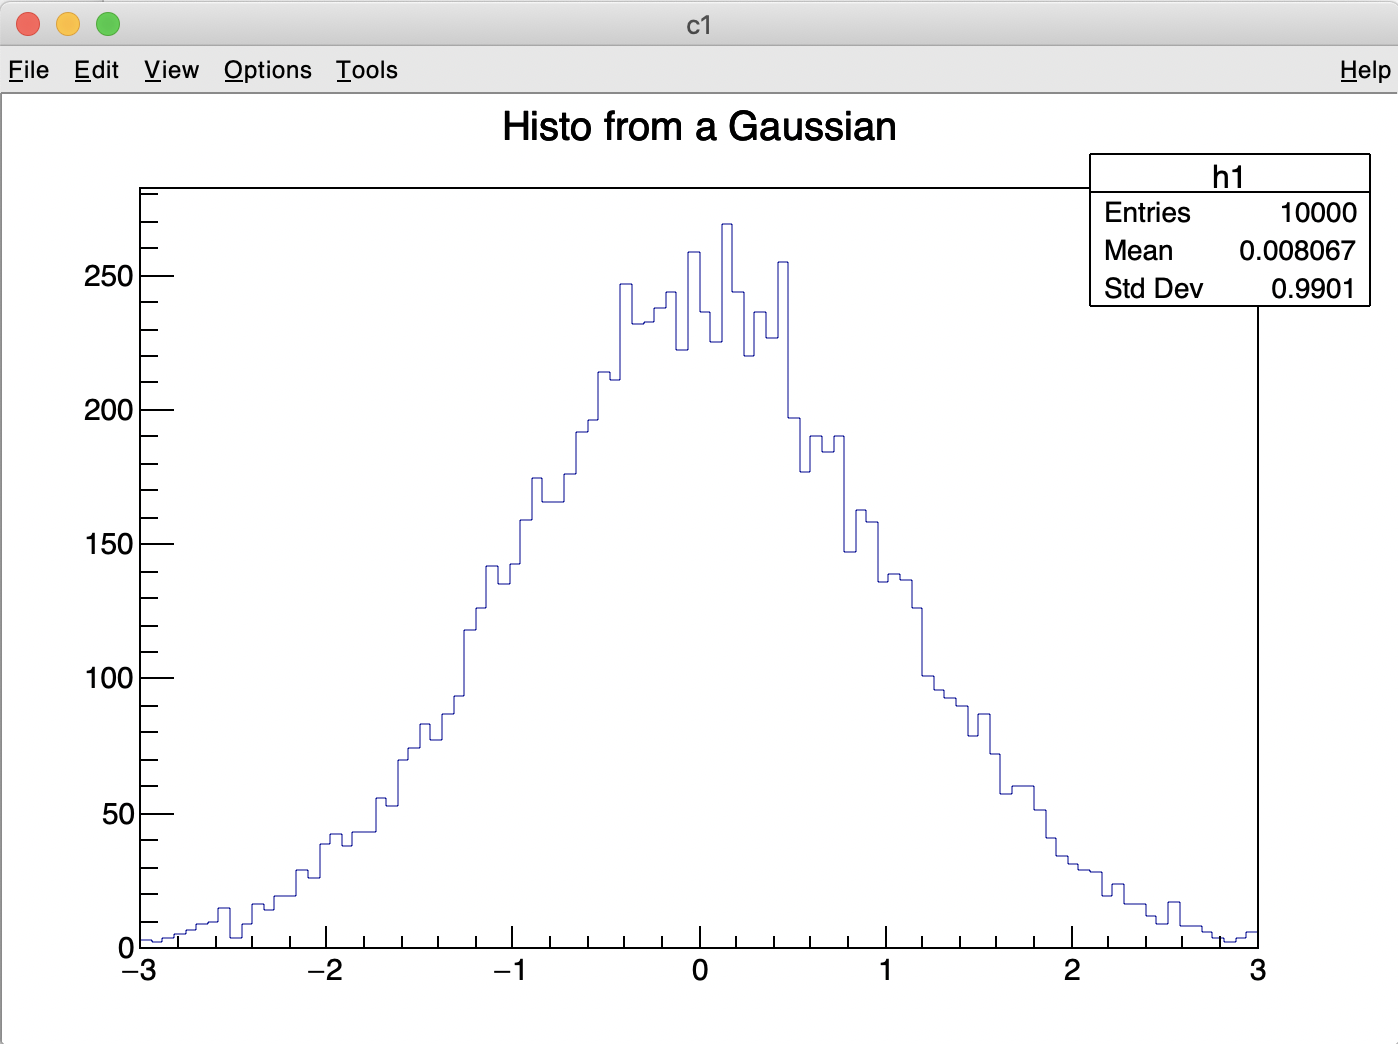 c1
File Edit View Options Tools Help
Histo from a Gaussian
h1
Entries 10000
Mean 0.008067
Std Dev 0.9901
250
200
150
100
50
0
−3 −2 −1 0 1 2 3